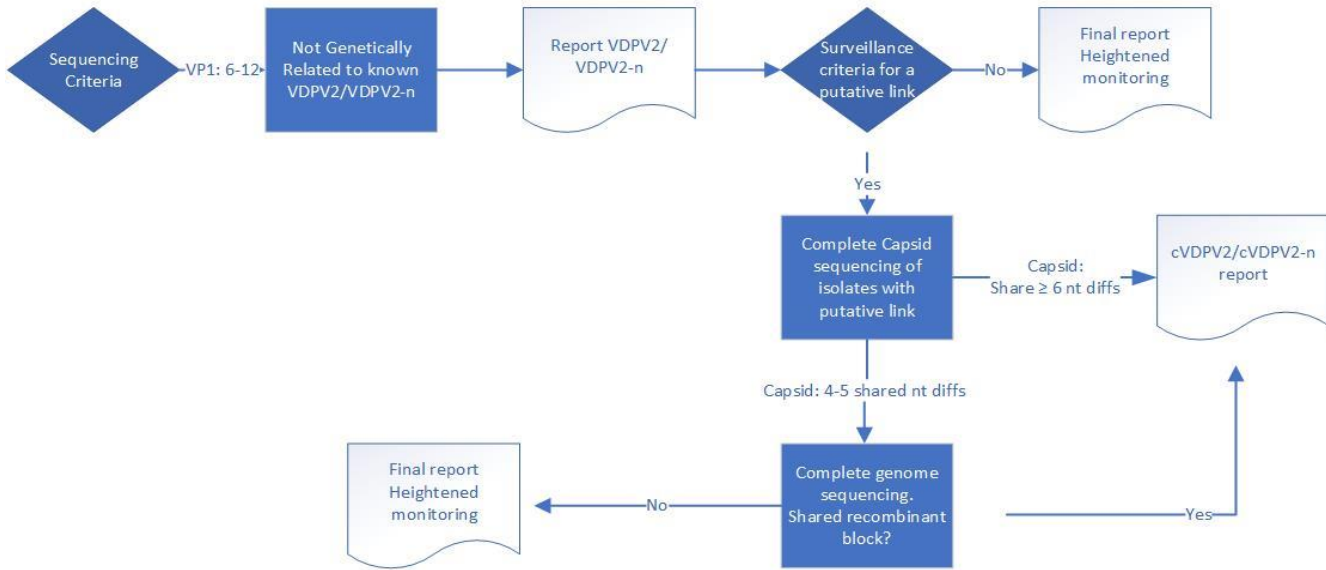 Sequencing
Criteria
VP1: 6-12
Not Genetically
Related to known
VDPV2/VDPV2-n
Report VDPV2/
VDPV2-n
Surveillance
criteria for a
putative link
No
Final report
Heightened
monitoring
Yes
Complete Capsid
sequencing of
isolates with
putative link
Capsid:
Share ≥ 6 nt diffs
cVDPV2/cVDPV2-n
report
Capsid: 4-5 shared nt diffs
Final report
Heightened
monitoring
No
Complete genome
sequencing.
Shared recombinant
block?
Yes